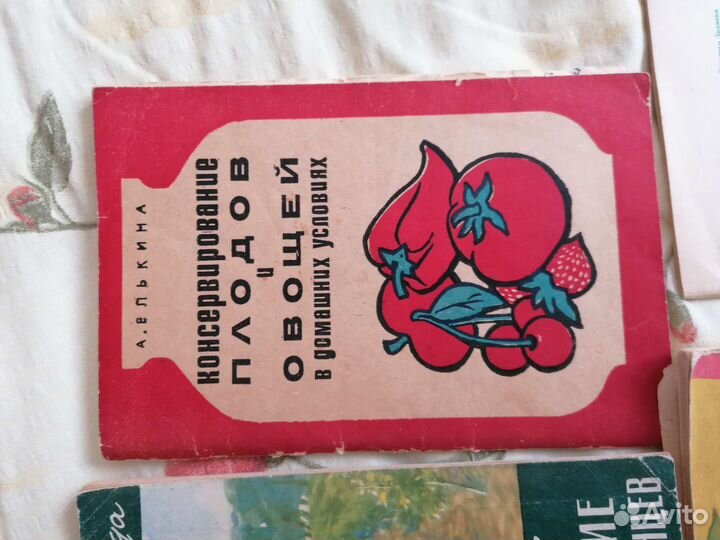 А. ЕЛЬКИНА
КОНСЕРВИРОВАНИЕ
ПЛОДОВ
и
ОВОЩЕЙ
в домашних условиях
Avito